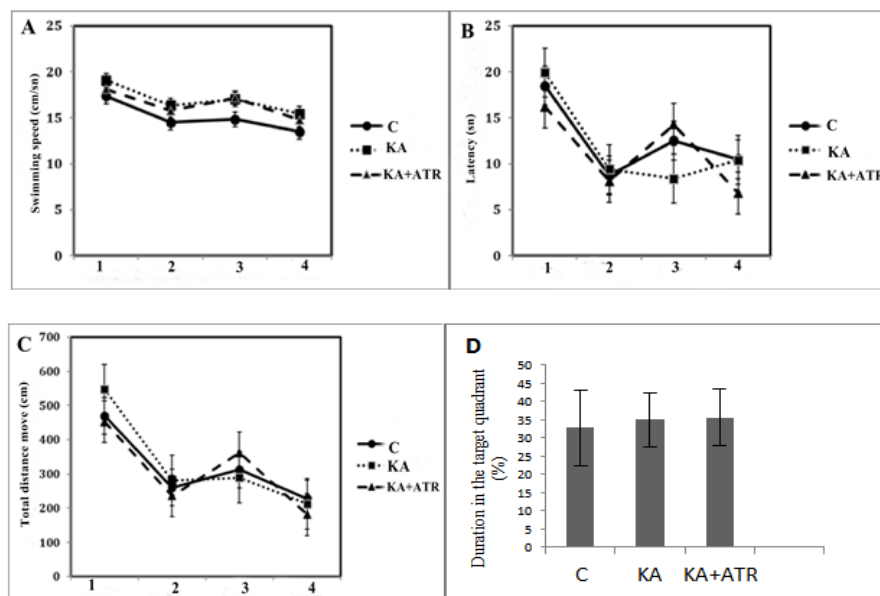 A
Swimming speed (cm/sn)
25
20
15
10
5
0
1 2 3 4
C
KA
KA+ATR
B
Latency (sn)
25
20
15
10
5
0
1 2 3 4
C
KA
KA+ATR
C
Total distance move (cm)
700
600
500
400
300
200
100
0
1 2 3 4
C
KA
KA+ATR
D
Duration in the target quadrant
(%)
50
45
40
35
30
25
20
15
10
5
0
C KA KA+ATR